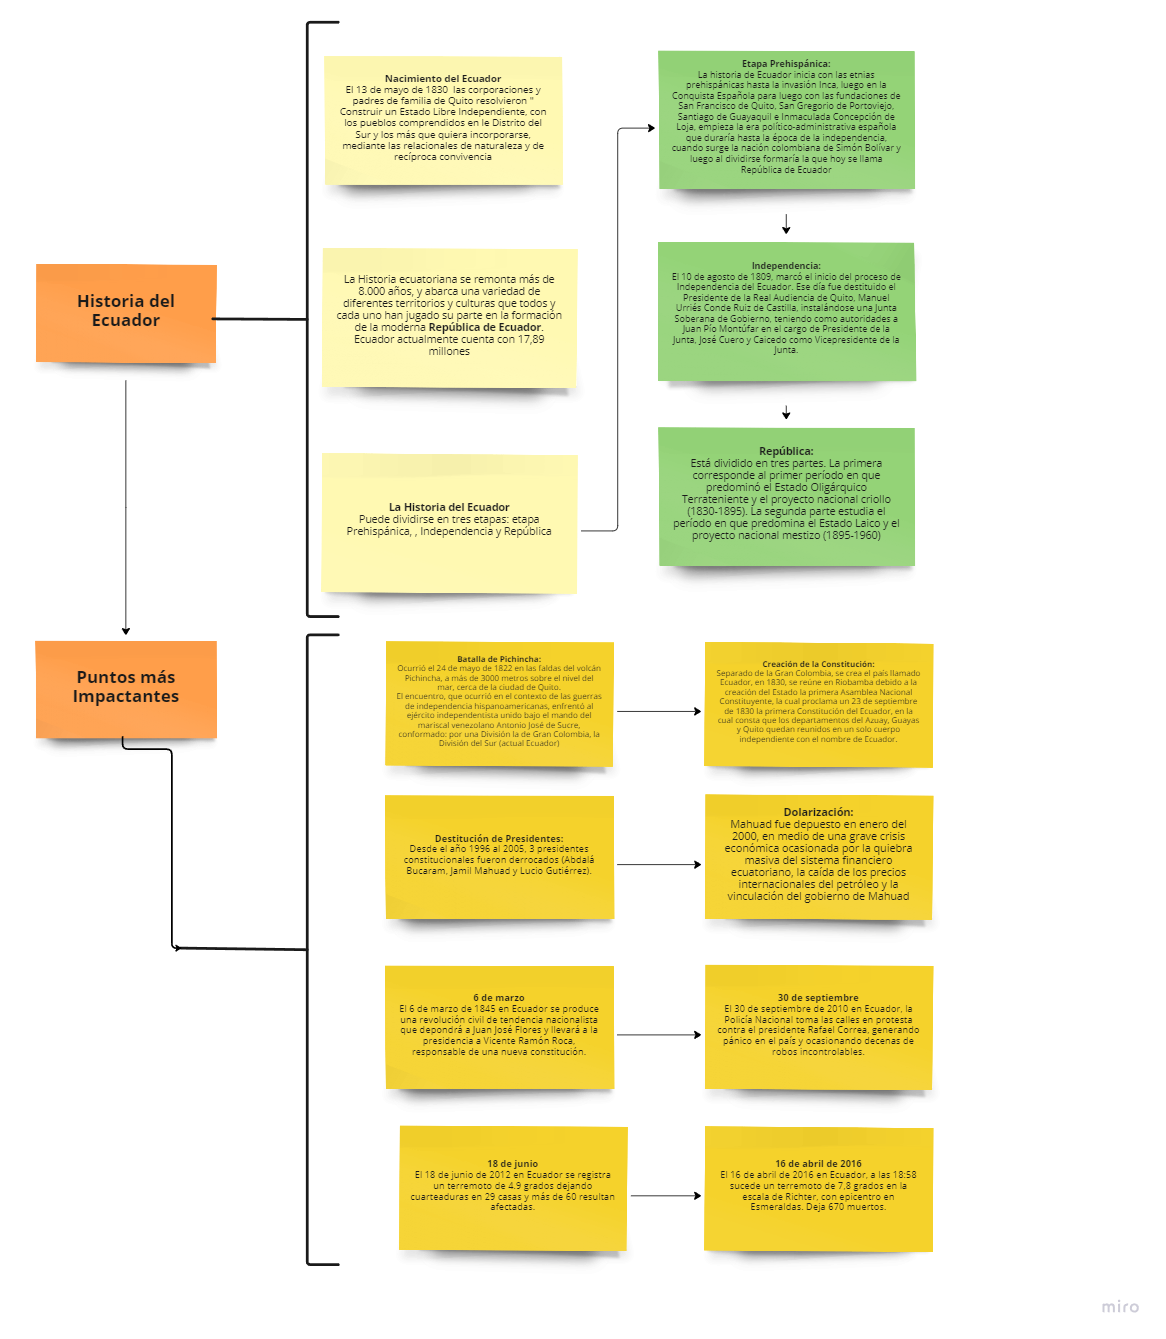 Historia del
Ecuador
Nacimiento del Ecuador
El 13 de mayo de 1830  las corporaciones y
padres de familia de Quito resolvieron "
Construir un Estado Libre Independiente, con
los pueblos comprendidos en le Distrito del
Sur y los más que quiera incorporarse,
mediante las relacionales de naturaleza y de
recíproca convivencia
La Historia ecuatoriana se remonta más de
8.000 años, y abarca una variedad de
diferentes territorios y culturas que todos y
cada uno han jugado su parte en la formación
de la moderna República de Ecuador.
Ecuador actualmente cuenta con 17,89
millones
La Historia del Ecuador
Puede dividirse en tres etapas: etapa
Prehispánica, , Independencia y República
Etapa Prehispánica:
La historia de Ecuador inicia con las etnias
prehispánicas hasta la invasión Inca, luego en la
Conquista Española para luego con las fundaciones de
San Francisco de Quito, San Gregorio de Portoviejo,
Santiago de Guayaquil e Inmaculada Concepción de
Loja, empieza la era político-administrativa española
que duraría hasta la época de la independencia,
cuando surge la nación colombiana de Simón Bolívar y
luego al dividirse formaría la que hoy se llama
República de Ecuador
Independencia:
El 10 de agosto de 1809, marcó el inicio del proceso de
Independencia del Ecuador. Ese día fue destituido el
Presidente de la Real Audiencia de Quito, Manuel
Urriés Conde Ruiz de Castilla, instalándose una Junta
Soberana de Gobierno, teniendo como autoridades a
Juan Pío Montúfar en el cargo de Presidente de la
Junta, José Cuero y Caicedo como Vicepresidente de la
Junta.
República:
Está dividido en tres partes. La primera
corresponde al primer período en que
predominó el Estado Oligárquico
Terrateniente y el proyecto nacional criollo
(1830-1895). La segunda parte estudia el
período en que predomina el Estado Laico y el
proyecto nacional mestizo (1895-1960)
Puntos más
Impactantes
Batalla de Pichincha:
Ocurrió el 24 de mayo de 1822 en las faldas del volcán
Pichincha, a más de 3000 metros sobre el nivel del
mar, cerca de la ciudad de Quito.
El encuentro, que ocurrió en el contexto de las guerras
de independencia hispanoamericanas, enfrentó al
ejército independentista unido bajo el mando del
mariscal venezolano Antonio José de Sucre,
conformado: por una División la de Gran Colombia, la
División del Sur (actual Ecuador)
Creación de la Constitución:
Separado de la Gran Colombia, se crea el país llamado
Ecuador, en 1830, se reúne en Riobamba debido a la
creación del Estado la primera Asamblea Nacional
Constituyente, la cual proclama un 23 de septiembre
de 1830 la primera Constitución del Ecuador, en la
cual consta que los departamentos del Azuay, Guayas
y Quito quedan reunidos en un solo cuerpo
independiente con el nombre de Ecuador.
Destitución de Presidentes:
Desde el año 1996 al 2005, 3 presidentes
constitucionales fueron derrocados (Abdalá
Bucaram, Jamil Mahuad y Lucio Gutiérrez).
Dolarización:
Mahuad fue depuesto en enero del
2000, en medio de una grave crisis
económica ocasionada por la quiebra
masiva del sistema financiero
ecuatoriano, la caída de los precios
internacionales del petróleo y la
vinculación del gobierno de Mahuad
6 de marzo
El 6 de marzo de 1845 en Ecuador se produce
una revolución civil de tendencia nacionalista
que depondrá a Juan José Flores y llevará a la
presidencia a Vicente Ramón Roca,
responsable de una nueva constitución.
30 de septiembre
El 30 de septiembre de 2010 en Ecuador, la
Policía Nacional toma las calles en protesta
contra el presidente Rafael Correa, generando
pánico en el país y ocasionando decenas de
robos incontrolables.
18 de junio
El 18 de junio de 2012 en Ecuador se registra
un terremoto de 4.9 grados dejando
cuarteaduras en 29 casas y más de 60 resultan
afectadas.
16 de abril de 2016
El 16 de abril de 2016 en Ecuador, a las 18:58
sucede un terremoto de 7,8 grados en la
escala de Richter, con epicentro en
Esmeraldas. Deja 670 muertos.
miro